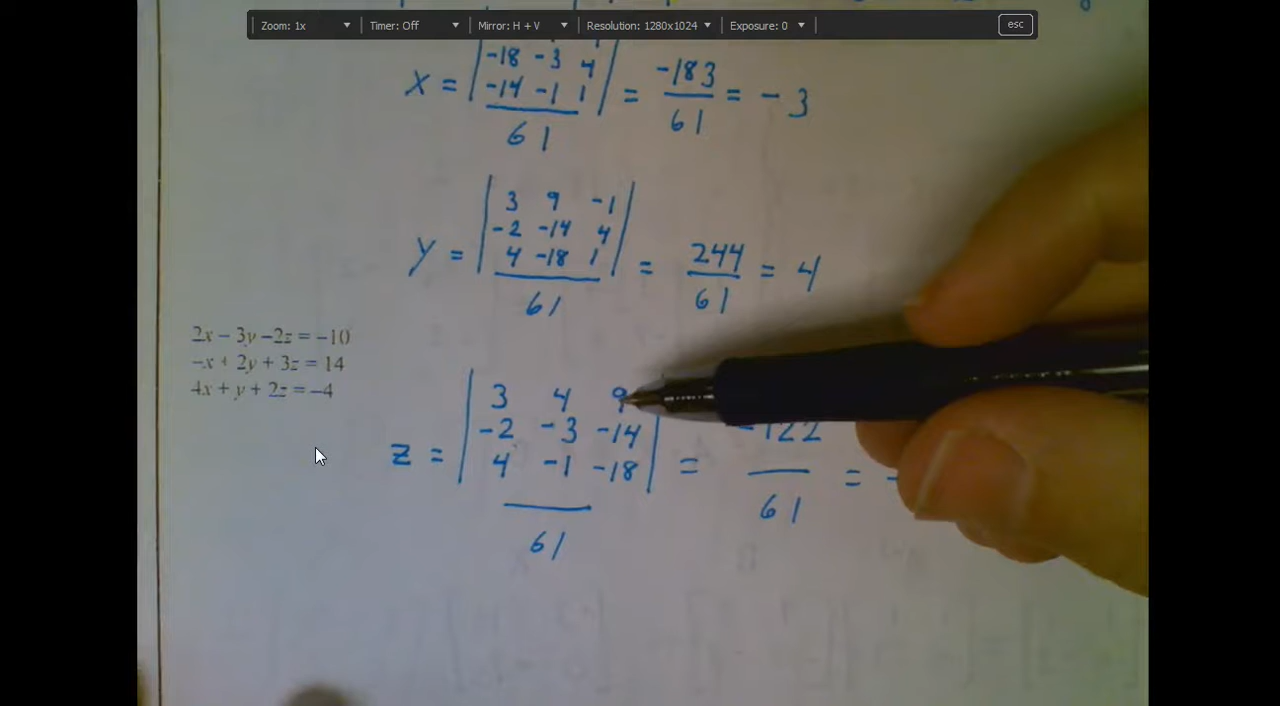 Zoom: 1x Timer: Off Mirror: H + V Resolution: 1280x1024 Exposure: 0 esc
-18 -3 4
X = -14 -1 1 = -183 / 61 = -3
61
3 9 -1
-2 -14 4
Y = 4 -18 1 = 244 / 61 = 4
61
2x – 3y –2z = –10
–x + 2y + 3z = 14
4x + y + 2z = –4
3 4 9
-2 -3 -14
z = 4 -1 -18 = -122 / 61 = -
61